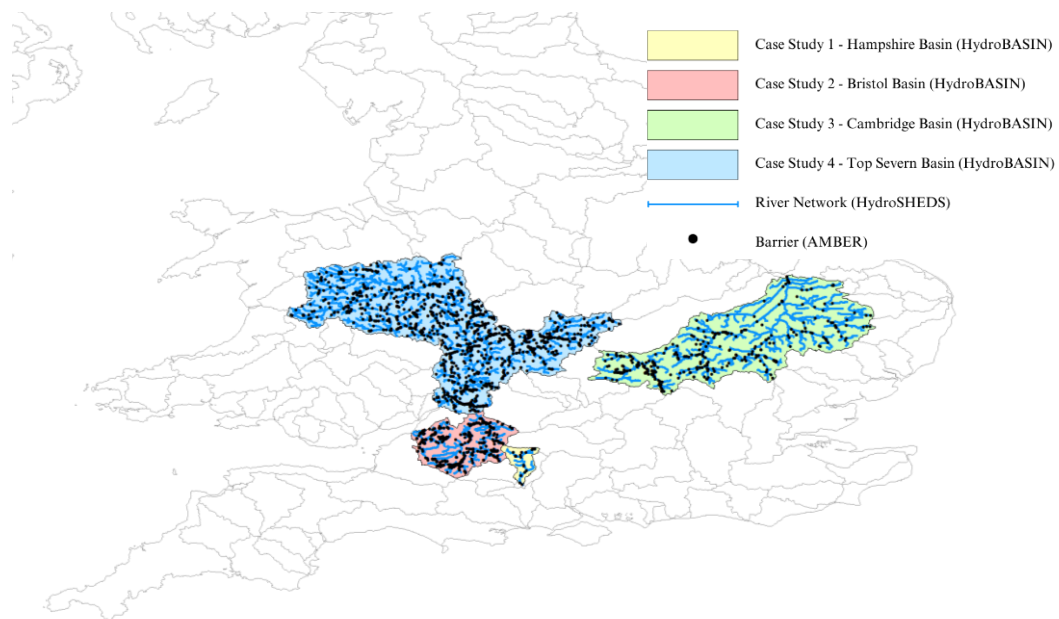 Case Study 1 - Hampshire Basin (HydroBASIN)
Case Study 2 - Bristol Basin (HydroBASIN)
Case Study 3 - Cambridge Basin (HydroBASIN)
Case Study 4 - Top Severn Basin (HydroBASIN)
River Network (HydroSHEDS)
Barrier (AMBER)